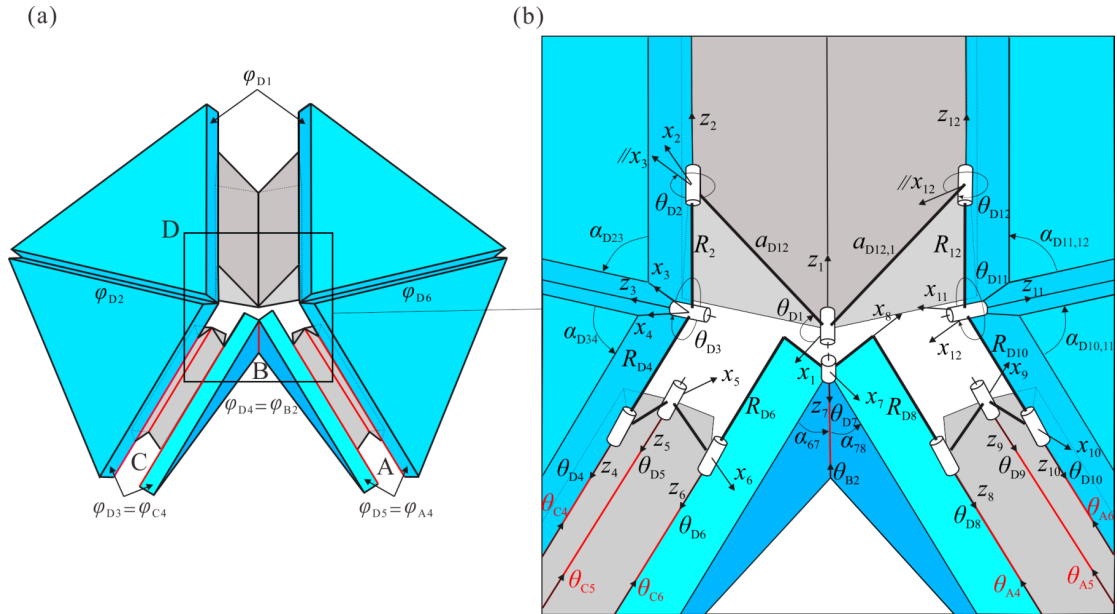 (a)
φD1
D
φD2
φD6
B
φD4=φB2
C
A
φD3=φC4
φD5=φA4
(b)
z2
z12
x2
//x3
//x12
θD2
θD12
αD23
αD11,12
R2
aD12
aD12,1
R12
z1
x3
z3
x11
θD11
z11
x8
θD1
x4
θD3
αD34
RD4
x12
RD10
αD10,11
x1
x5
x9
RD6
z7
θD7
x7
RD8
α67
α78
x10
z5
z9
z4
z10
θD4
θD5
x6
θB2
θD9
θD10
z6
z8
θC4
θD6
θD8
θA6
θC5
θC6
θA4
θA5